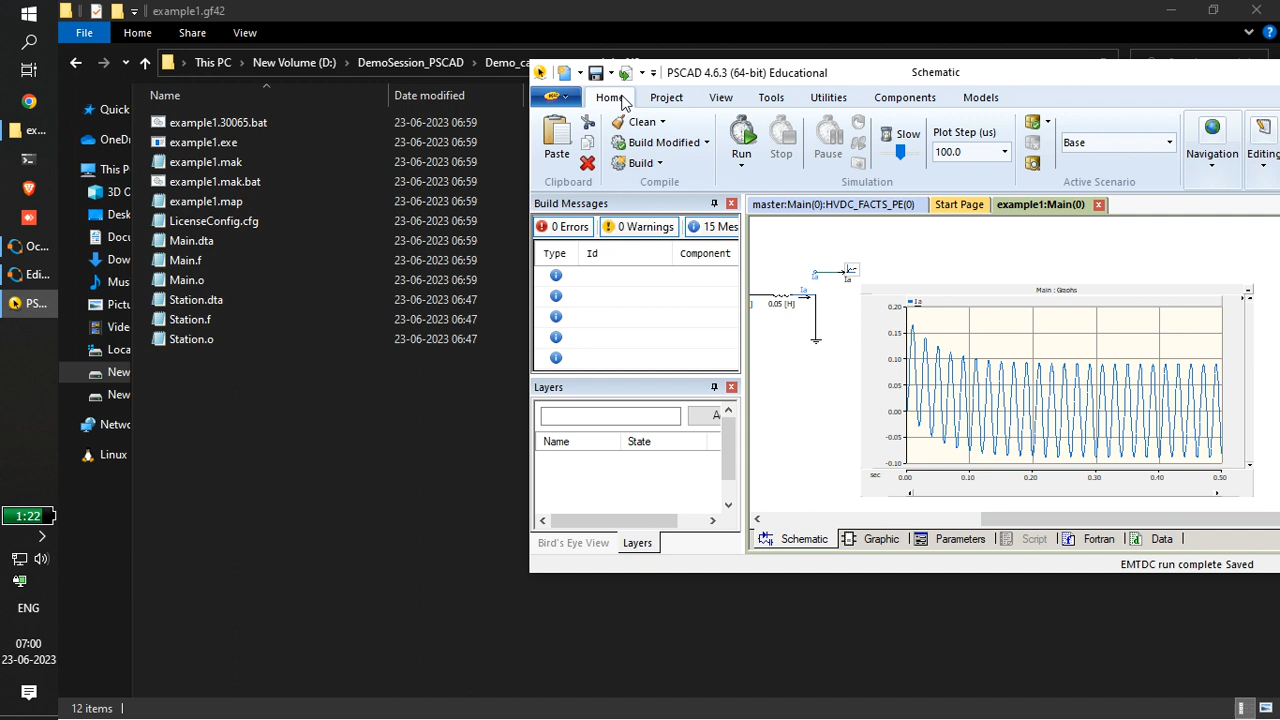 example1.gf42
File Home Share View
This PC New Volume (D:) DemoSession_PSCAD Demo_ca
Name Date modified
example1.30065.bat 23-06-2023 06:59
example1.exe 23-06-2023 06:59
example1.mak 23-06-2023 06:59
example1.mak.bat 23-06-2023 06:59
example1.map 23-06-2023 06:59
LicenseConfig.cfg 23-06-2023 06:59
Main.dta 23-06-2023 06:59
Main.f 23-06-2023 06:59
Main.o 23-06-2023 06:59
Station.dta 23-06-2023 06:47
Station.f 23-06-2023 06:47
Station.o 23-06-2023 06:47
Quick
OneD
This P
3D C
Desk
Docu
Dow
Musi
Pictu
Vide
Loca
New
New
Netwo
Linux
12 items
ex...
Oc...
Edi...
PS...
1:22
ENG
07:00
23-06-2023
PSCAD 4.6.3 (64-bit) Educational Schematic
Home Project View Tools Utilities Components Models
Paste
Clipboard
Clean
Build Modified
Build
Compile
Run Stop Pause
Slow
Plot Step (us)
100.0
Simulation
Base
Active Scenario
Navigation
Editing
Build Messages
0 Errors 0 Warnings 15 Mes
Type Id Component
Layers
A
Name State
Bird's Eye View Layers
master:Main(0):HVDC_FACTS_PE(0) Start Page example1:Main(0)
Ia
Ia
Ia
0.05 [H]
Main : Graphs
Ia
0.20
0.15
0.10
0.05
0.00
-0.05
-0.10
sec 0.00 0.10 0.20 0.30 0.40 0.50
Schematic Graphic Parameters Script Fortran Data
EMTDC run complete Saved